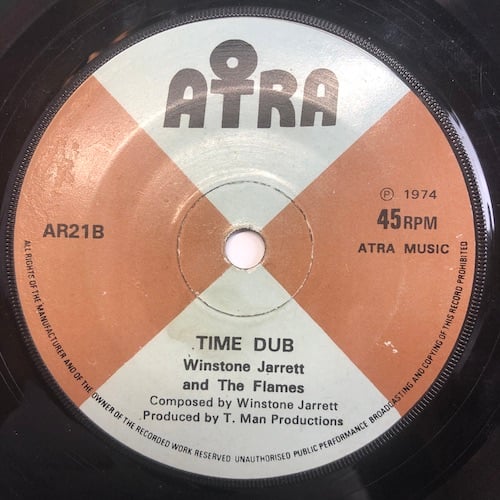 ATRA
℗ 1974
AR21B
45 RPM
ATRA MUSIC
TIME DUB
Winstone Jarrett
and The Flames
Composed by Winstone Jarrett
Produced by T. Man Productions
ALL RIGHTS OF THE MANUFACTURER AND OF THE OWNER OF THE RECORDED WORK RESERVED UNAUTHORISED PUBLIC PERFORMANCE BROADCASTING AND COPYING OF THIS RECORD PROHIBITED